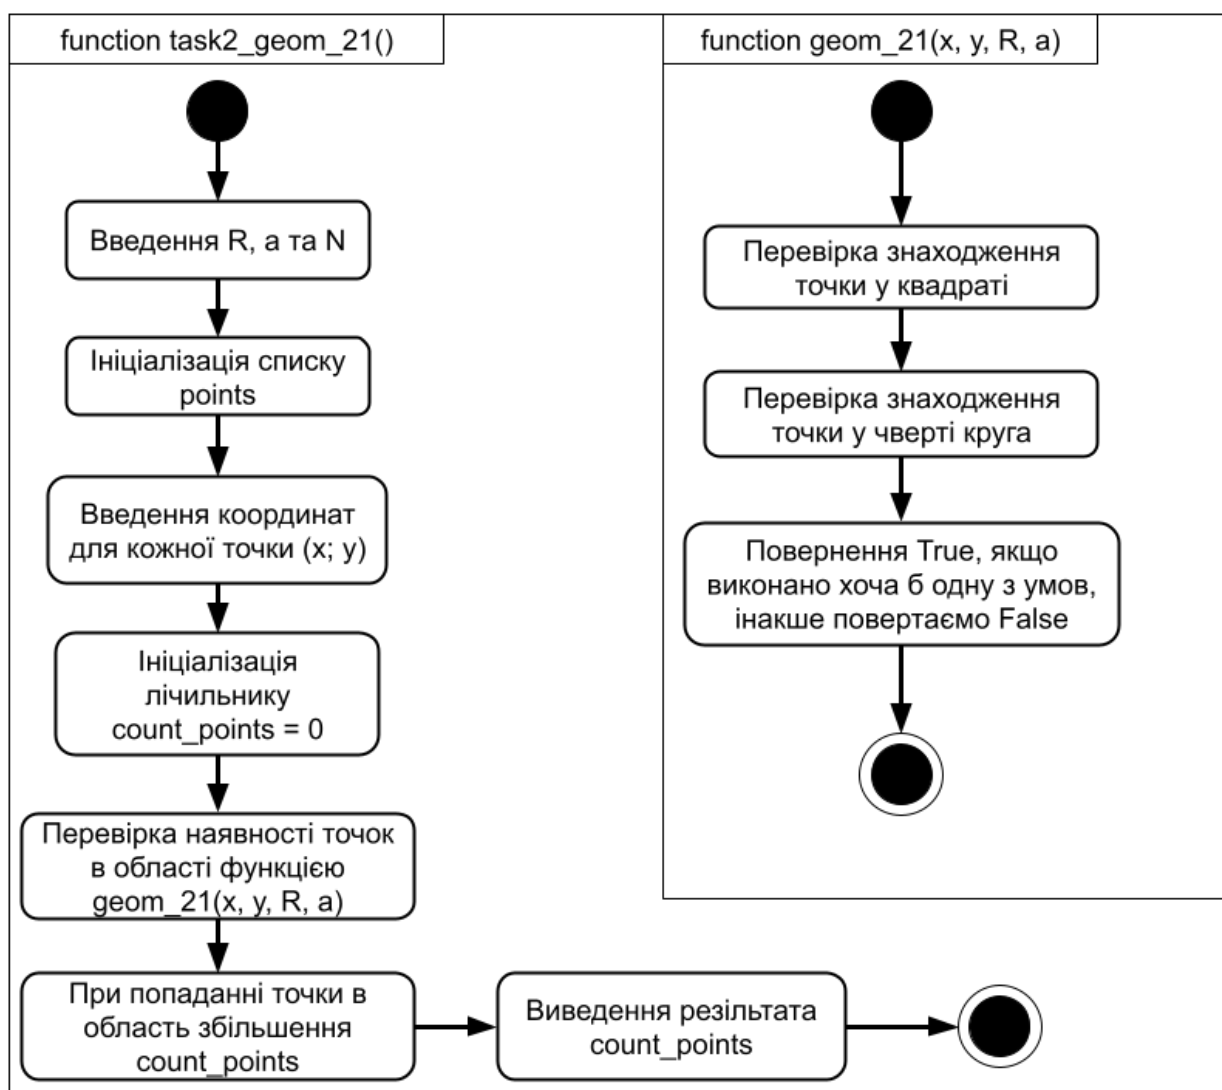 function task2_geom_21()
Введення R, a та N
Ініціалізація списку
points
Введення координат
для кожної точки (x; y)
Ініціалізація
лічильнику
count_points = 0
Перевірка наявності точок
в області функцією
geom_21(x, y, R, a)
При попаданні точки в
область збільшення
count_points
Виведення резільтата
count_points
function geom_21(x, y, R, a)
Перевірка знаходження
точки у квадраті
Перевірка знаходження
точки у чверті круга
Повернення True, якщо
виконано хоча б одну з умов,
інакше повертаємо False